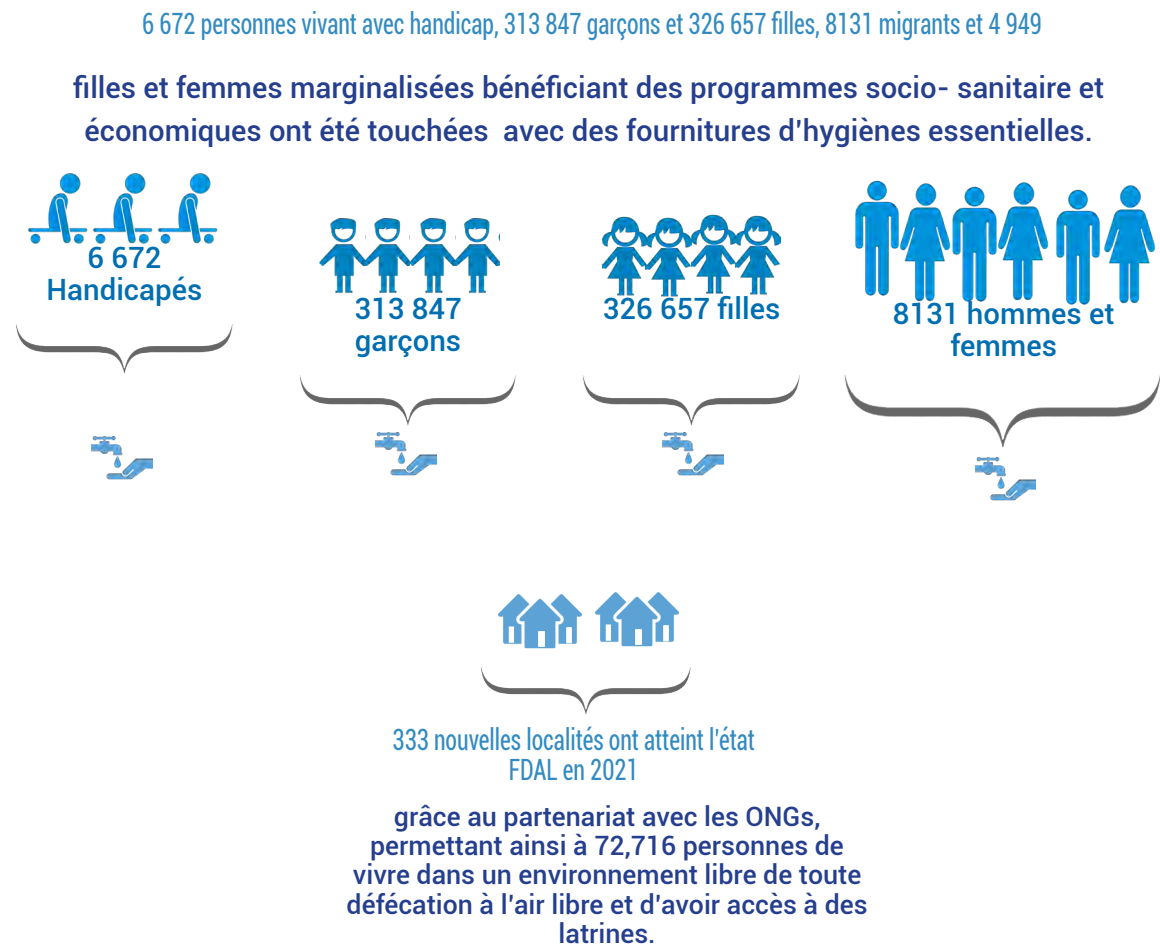 6 672 personnes vivant avec handicap, 313 847 garçons et 326 657 filles, 8131 migrants et 4 949
filles et femmes marginalisées bénéficiant des programmes socio- sanitaire et
économiques ont été touchées avec des fournitures d'hygiènes essentielles.
6 672
Handicapés
313 847
garçons
326 657 filles
8131 hommes et
femmes
333 nouvelles localités ont atteint l'état
FDAL en 2021
grâce au partenariat avec les ONGs,
permettant ainsi à 72,716 personnes de
vivre dans un environnement libre de toute
défécation à l'air libre et d'avoir accès à des
latrines.